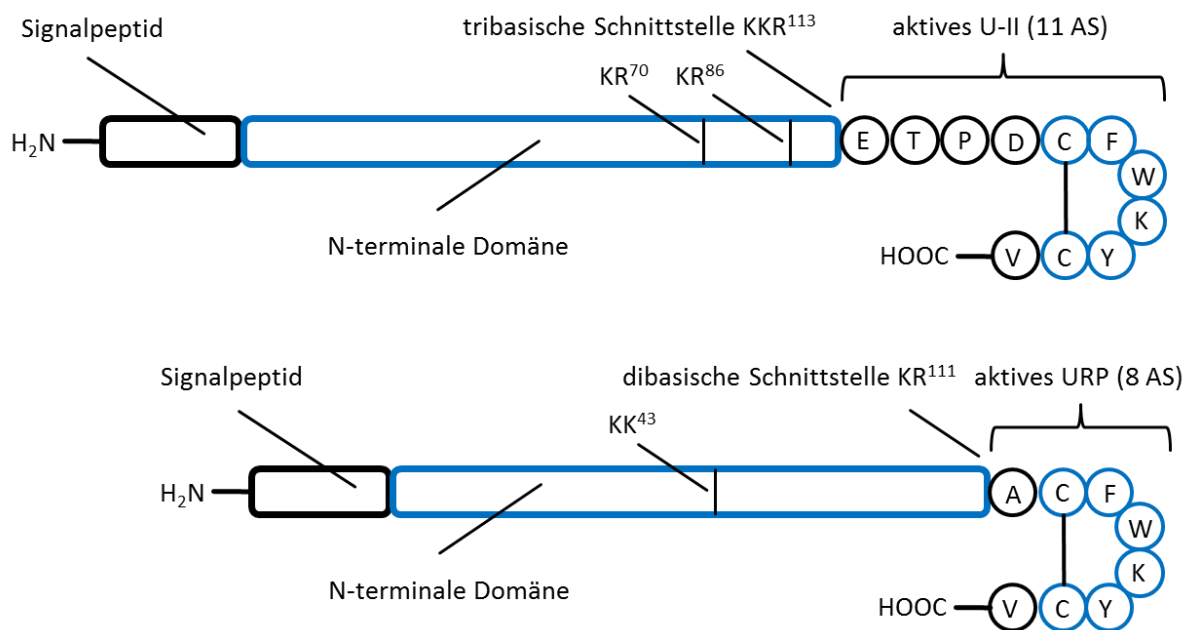 Signalpeptid
tribasische Schnittstelle KKR¹¹³
aktives U-II (11 AS)
KR⁷⁰
KR⁸⁶
H₂N
E T P D C F
W
K
HOOC V C Y
N-terminale Domäne
Signalpeptid
dibasische Schnittstelle KR¹¹¹
aktives URP (8 AS)
KK⁴³
H₂N
A C F
W
K
HOOC V C Y
N-terminale Domäne